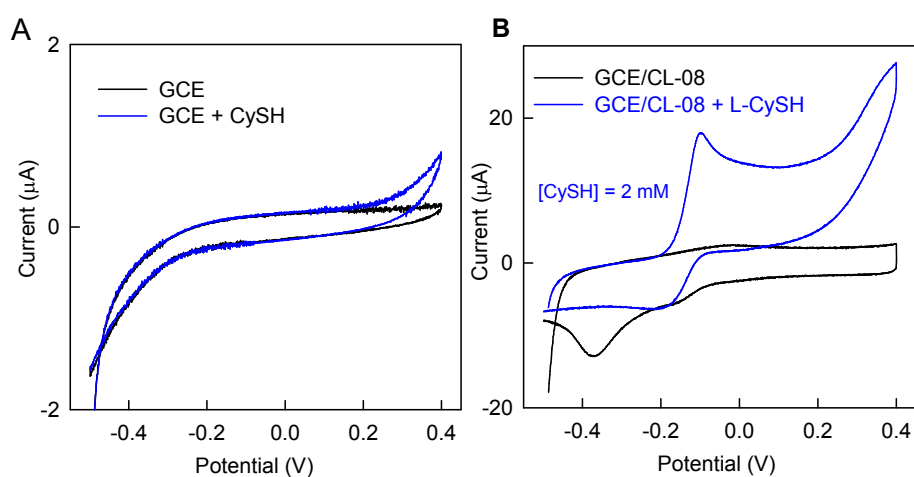 A
2
GCE
GCE + CySH
0
-2
-0.4 -0.2 0.0 0.2 0.4
Potential (V)
Current (μA)
B
GCE/CL-08
GCE/CL-08 + L-CySH
20
[CySH] = 2 mM
10
0
-10
-20
-0.4 -0.2 0.0 0.2 0.4
Potential (V)
Current (μA)